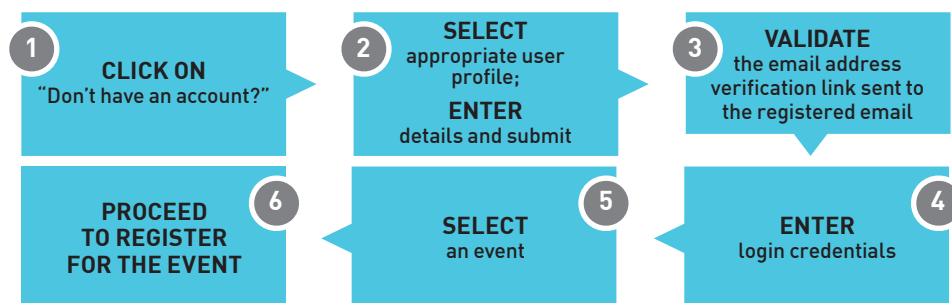 1
CLICK ON
“Don’t have an account?”
2
SELECT
appropriate user
profile;
ENTER
details and submit
3
VALIDATE
the email address
verification link sent to
the registered email
4
ENTER
login credentials
5
SELECT
an event
6
PROCEED
TO REGISTER
FOR THE EVENT